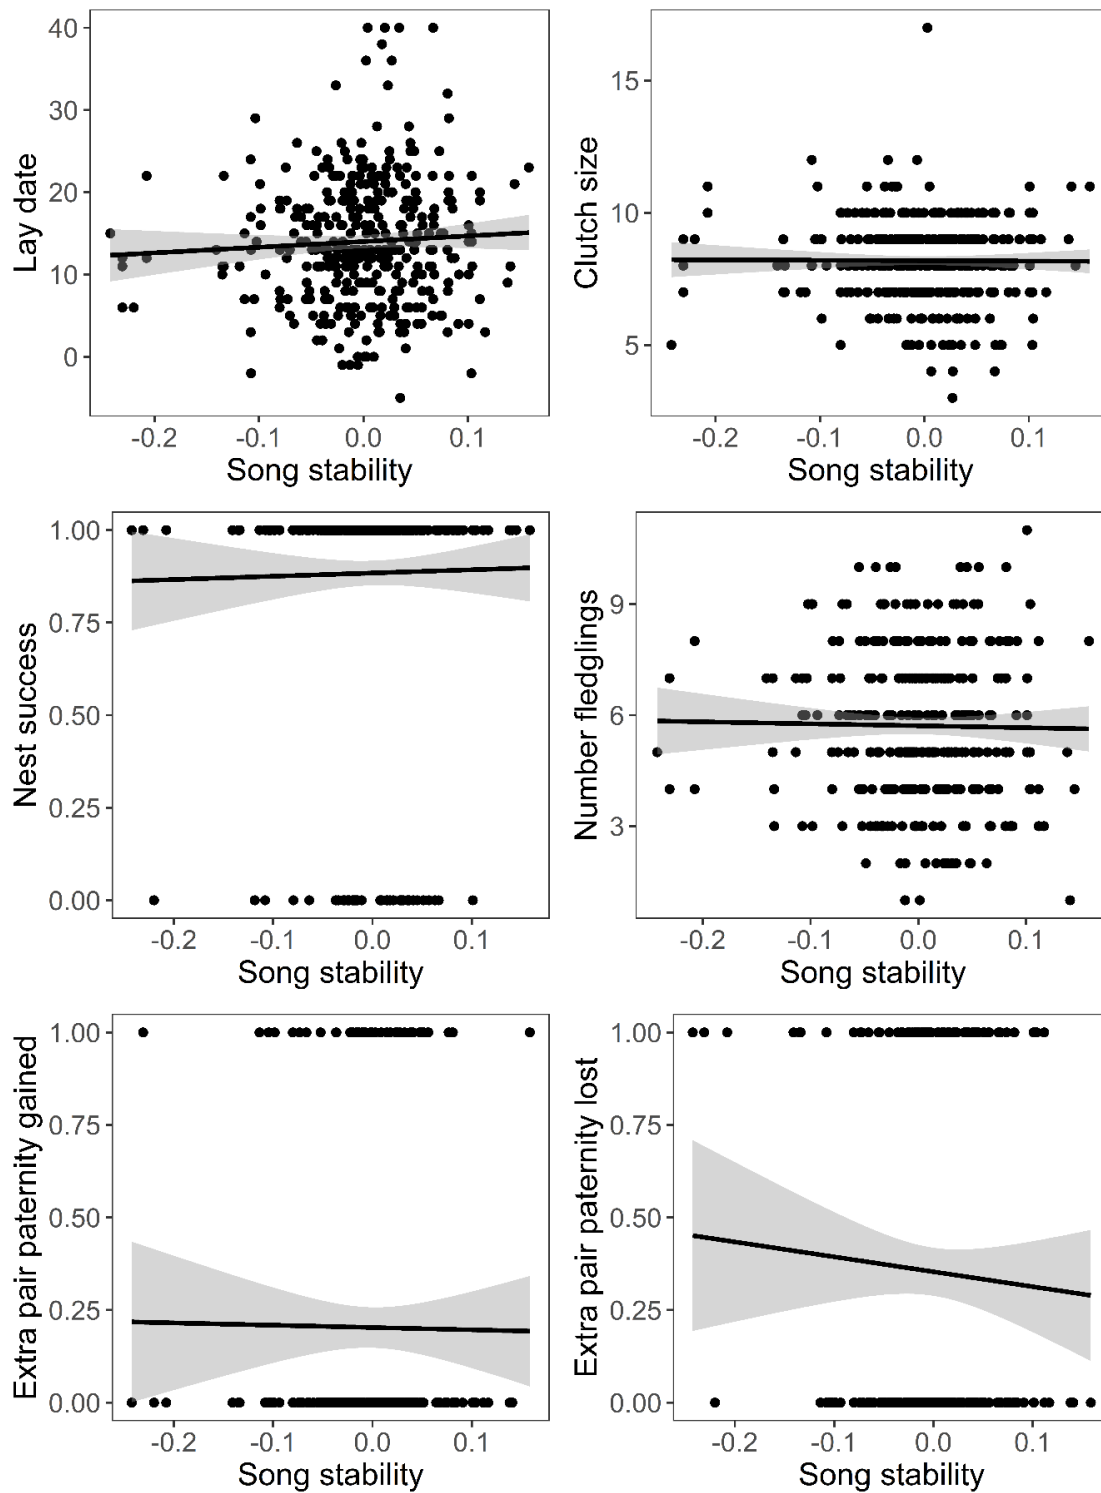 Lay date
40
30
20
10
0
-0.2 -0.1 0.0 0.1
Song stability
Clutch size
15
10
5
-0.2 -0.1 0.0 0.1
Song stability
Nest success
1.00
0.75
0.50
0.25
0.00
-0.2 -0.1 0.0 0.1
Song stability
Number fledglings
9
6
3
-0.2 -0.1 0.0 0.1
Song stability
Extra pair paternity gained
1.00
0.75
0.50
0.25
0.00
-0.2 -0.1 0.0 0.1
Song stability
Extra pair paternity lost
1.00
0.75
0.50
0.25
0.00
-0.2 -0.1 0.0 0.1
Song stability